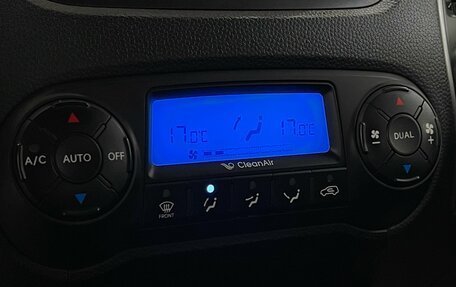 17.0°C 17.0°C
A/C AUTO OFF DUAL
CleanAir
FRONT